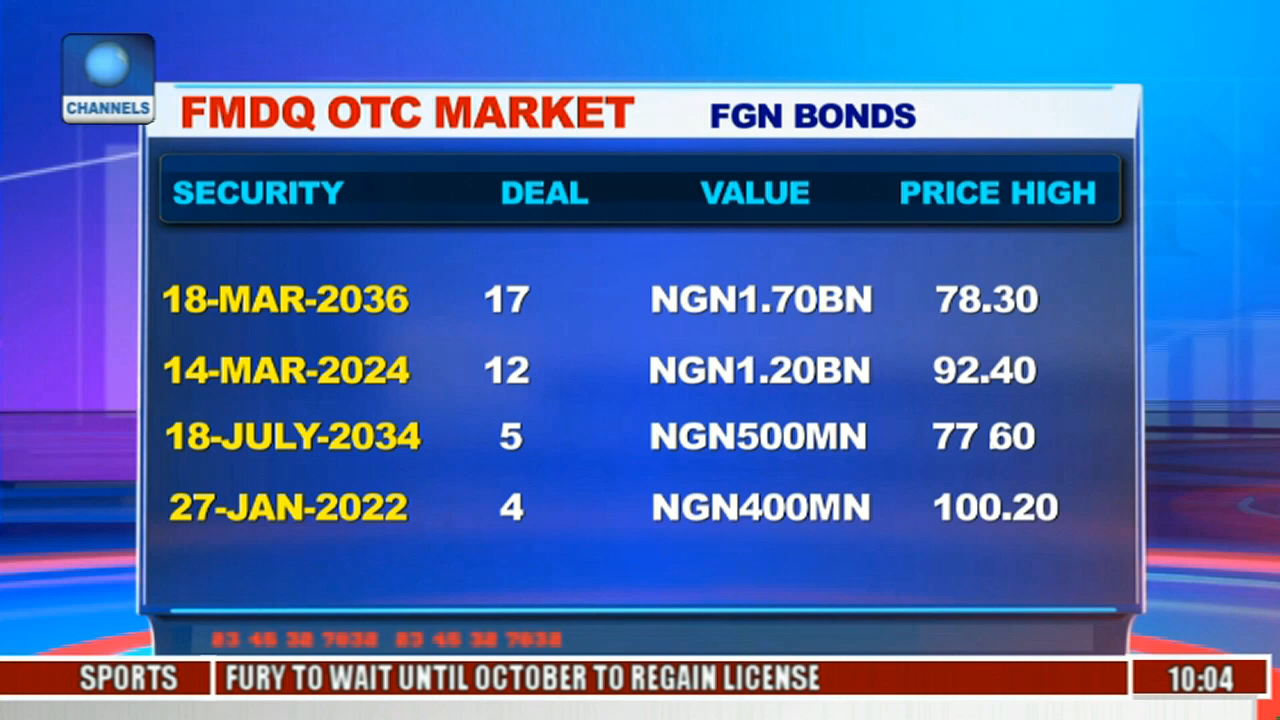 CHANNELS
FMDQ OTC MARKET FGN BONDS
SECURITY DEAL VALUE PRICE HIGH
18-MAR-2036 17 NGN1.70BN 78.30
14-MAR-2024 12 NGN1.20BN 92.40
18-JULY-2034 5 NGN500MN 77 60
27-JAN-2022 4 NGN400MN 100.20
SPORTS FURY TO WAIT UNTIL OCTOBER TO REGAIN LICENSE 10:04